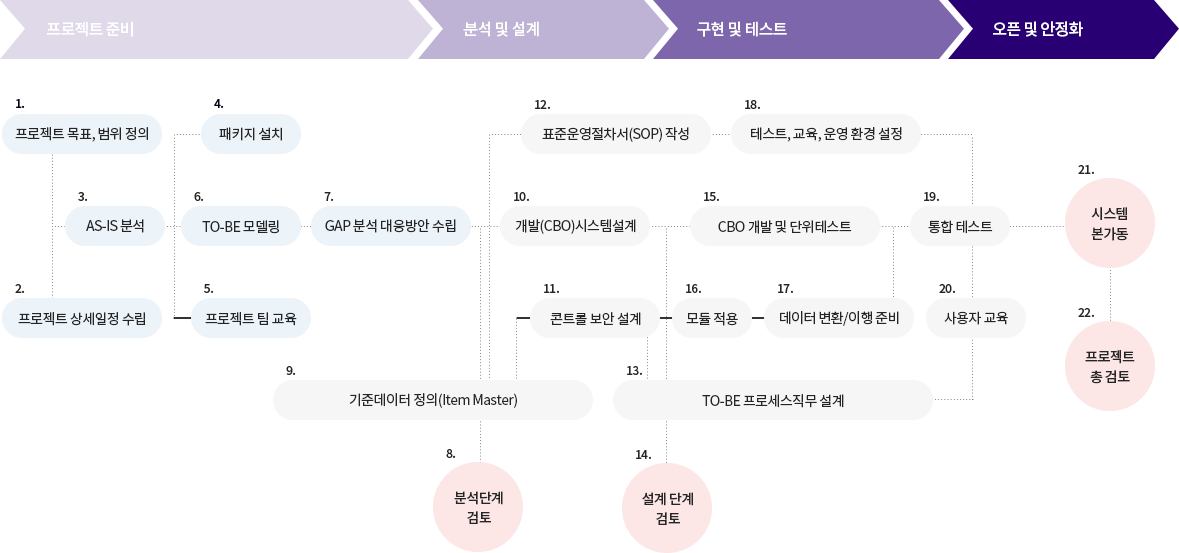 프로젝트 준비
분석 및 설계
구현 및 테스트
오픈 및 안정화
1.
프로젝트 목표, 범위 정의
4.
패키지 설치
12.
표준운영절차서(SOP) 작성
18.
테스트, 교육, 운영 환경 설정
3.
AS-IS 분석
6.
TO-BE 모델링
7.
GAP 분석 대응방안 수립
10.
개발(CBO)시스템설계
15.
CBO 개발 및 단위테스트
19.
통합 테스트
21.
시스템
본가동
2.
프로젝트 상세일정 수립
5.
프로젝트 팀 교육
11.
콘트롤 보안 설계
16.
모듈 적용
17.
데이터 변환/이행 준비
20.
사용자 교육
22.
프로젝트
총 검토
9.
기준데이터 정의(Item Master)
13.
TO-BE 프로세스직무 설계
8.
분석단계
검토
14.
설계 단계
검토